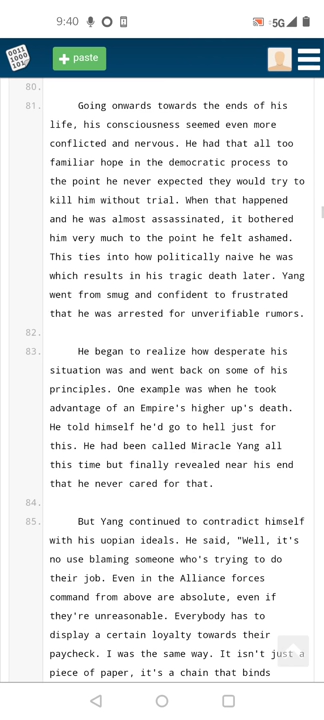 9:40
5G
0011
1000
101
+ paste
80.
81. Going onwards towards the ends of his
life, his consciousness seemed even more
conflicted and nervous. He had that all too
familiar hope in the democratic process to
the point he never expected they would try to
kill him without trial. When that happened
and he was almost assassinated, it bothered
him very much to the point he felt ashamed.
This ties into how politically naive he was
which results in his tragic death later. Yang
went from smug and confident to frustrated
that he was arrested for unverifiable rumors.
82.
83. He began to realize how desperate his
situation was and went back on some of his
principles. One example was when he took
advantage of an Empire's higher up's death.
He told himself he'd go to hell just for
this. He had been called Miracle Yang all
this time but finally revealed near his end
that he never cared for that.
84.
85. But Yang continued to contradict himself
with his uopian ideals. He said, "Well, it's
no use blaming someone who's trying to do
their job. Even in the Alliance forces
command from above are absolute, even if
they're unreasonable. Everybody has to
display a certain loyalty towards their
paycheck. I was the same way. It isn't just a
piece of paper, it's a chain that binds